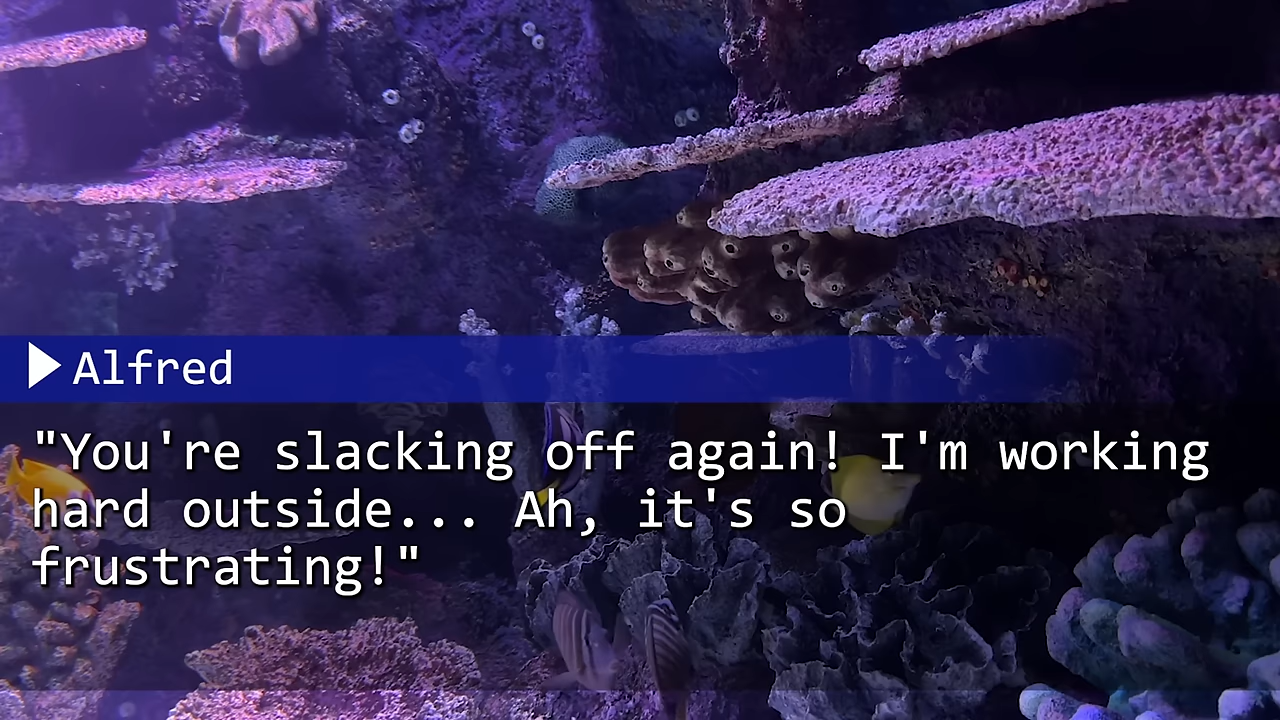 Alfred
"You're slacking off again! I'm working
hard outside... Ah, it's so
frustrating!"